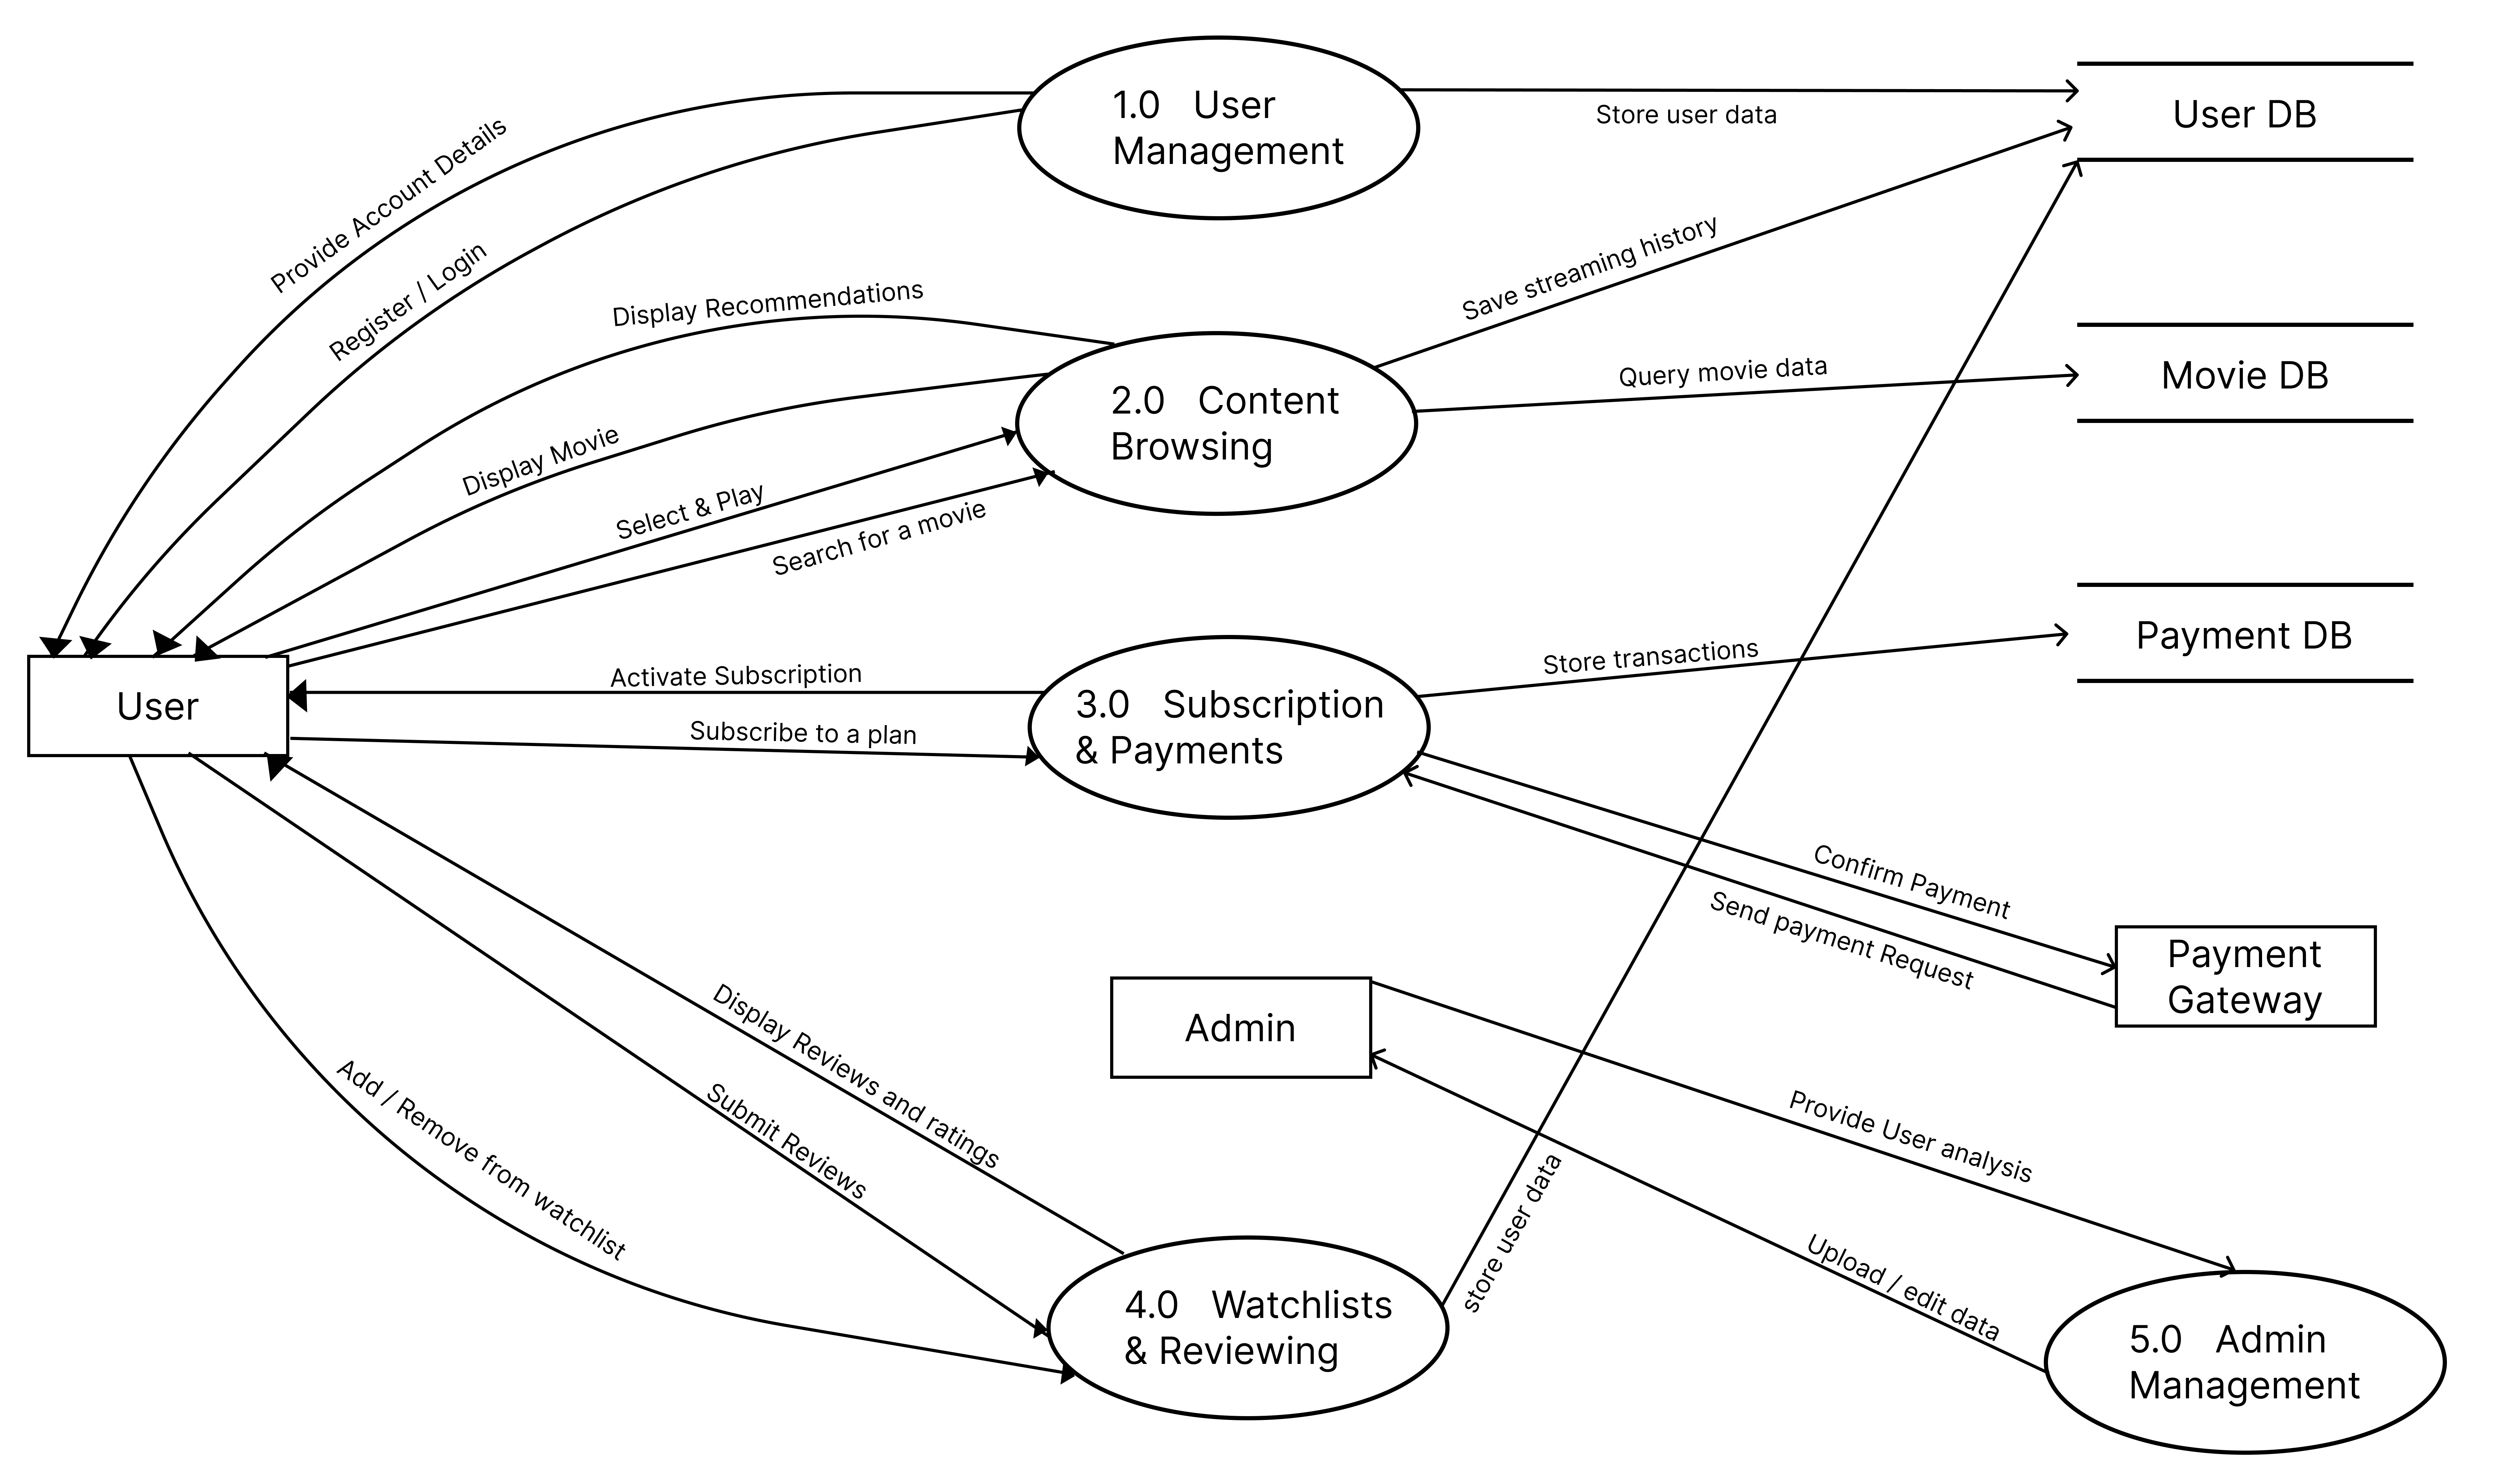 1.0 User
Management
Store user data
User DB
Provide Account Details
Register / Login
Display Recommendations
Save streaming history
2.0 Content
Browsing
Query movie data
Movie DB
Display Movie
Select & Play
Search for a movie
User
Activate Subscription
Subscribe to a plan
3.0 Subscription
& Payments
Store transactions
Payment DB
Confirm Payment
Send payment Request
Payment
Gateway
Admin
Provide User analysis
Upload / edit data
Display Reviews and ratings
Submit Reviews
Add / Remove from watchlist
store user data
4.0 Watchlists
& Reviewing
5.0 Admin
Management